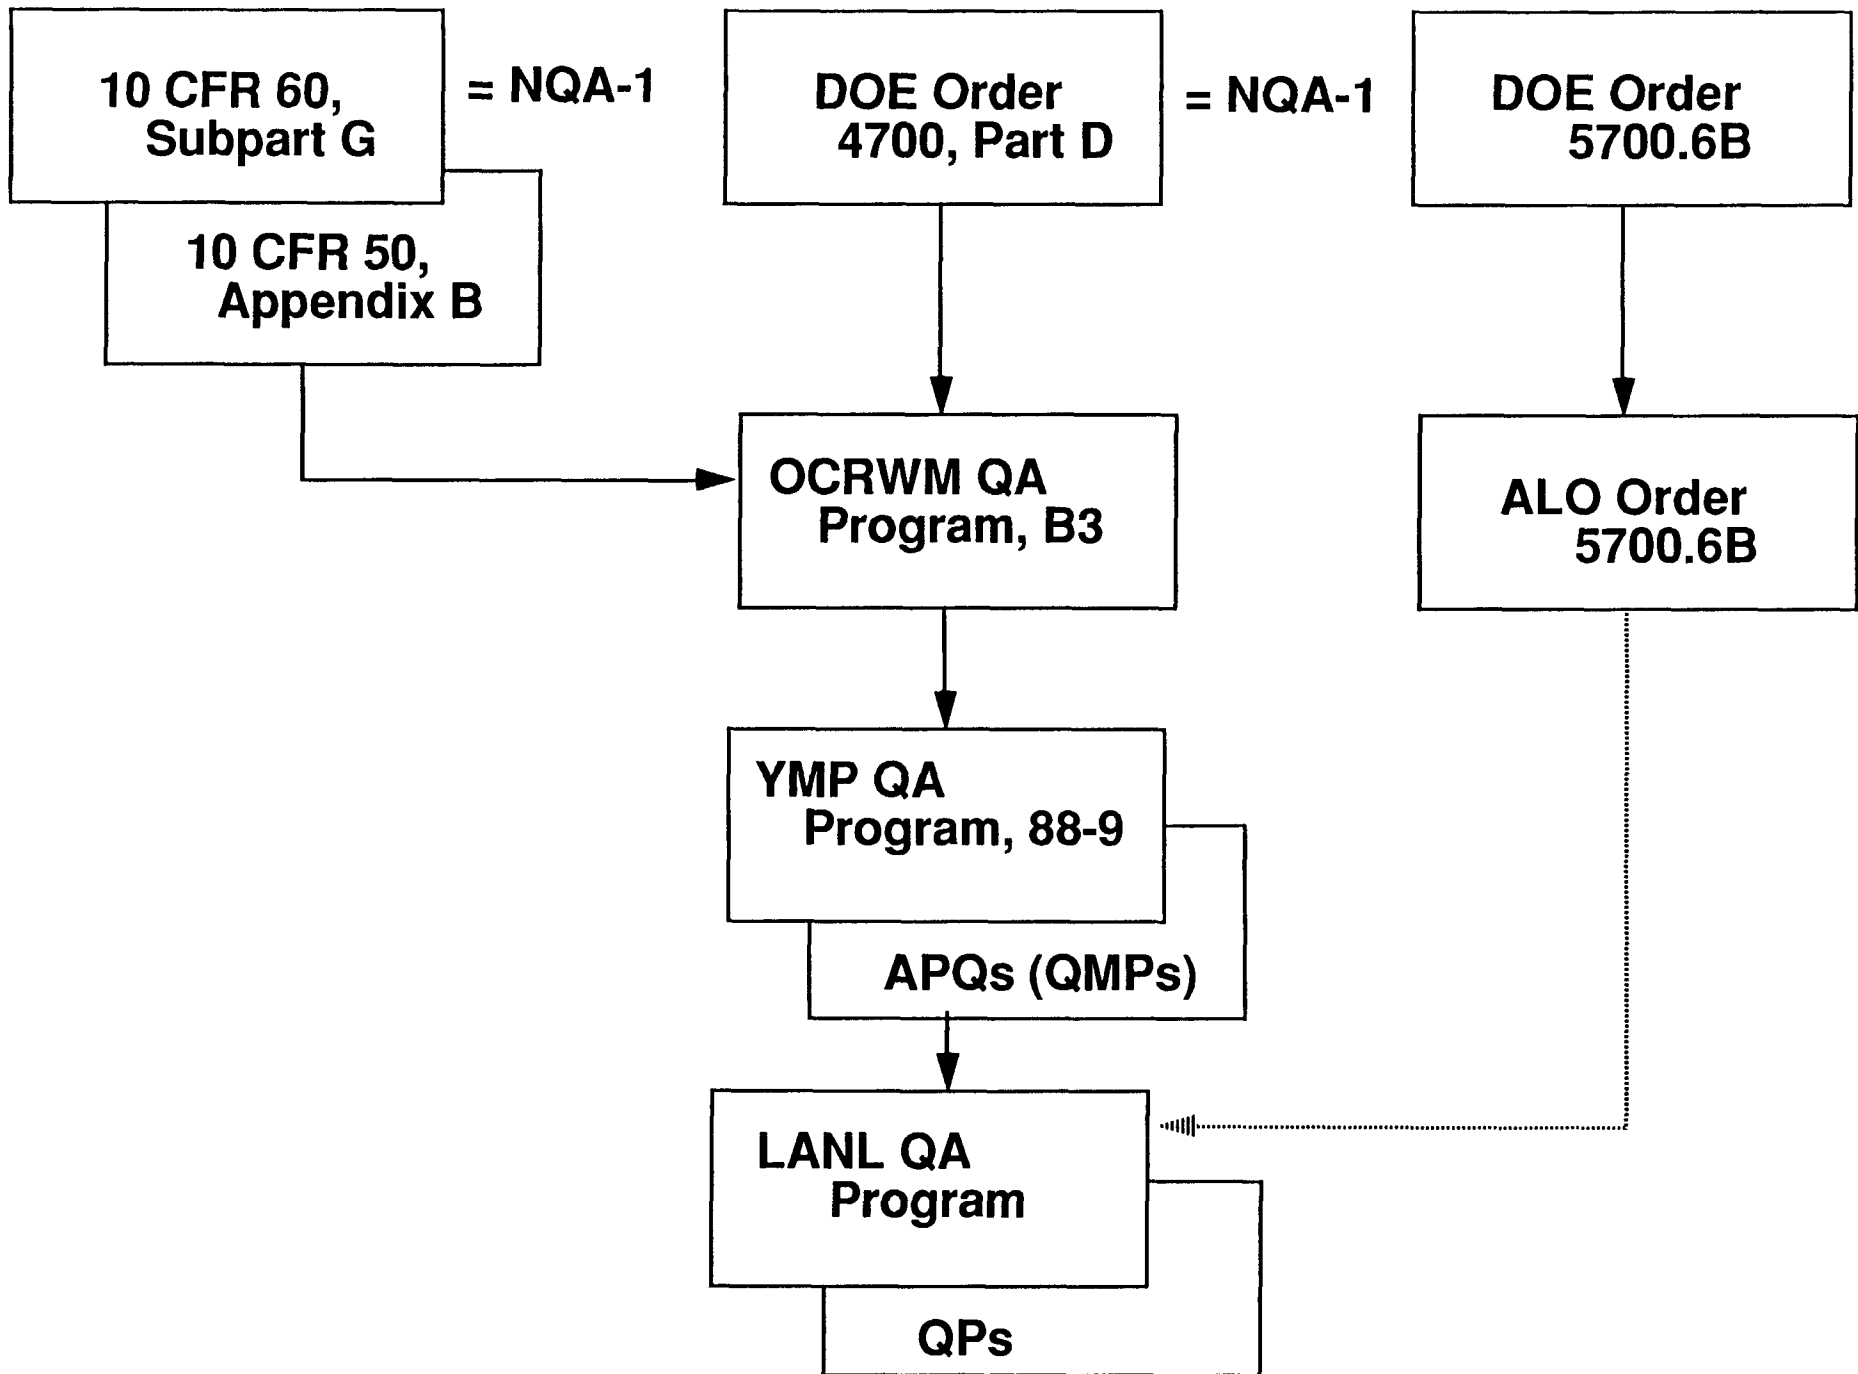 10 CFR 60,
Subpart G
= NQA-1
DOE Order
4700, Part D
= NQA-1
DOE Order
5700.6B
10 CFR 50,
Appendix B
OCRWM QA
Program, B3
ALO Order
5700.6B
YMP QA
Program, 88-9
APQs (QMPs)
LANL QA
Program
QPs